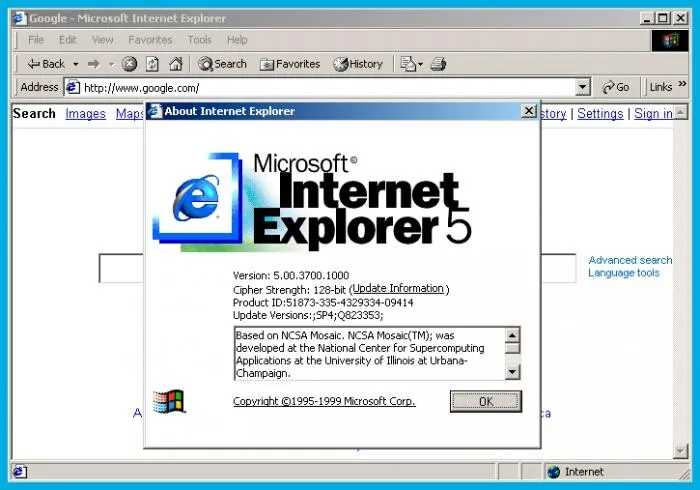 Google - Microsoft Internet Explorer
File Edit View Favorites Tools Help
Back Search Favorites History
Address http://www.google.com/ Go Links »
Search Images Maps
About Internet Explorer
story | Settings | Sign in
Microsoft®
Internet
Explorer 5
Advanced search
Language tools
Version: 5.00.3700.1000
Cipher Strength: 128-bit (Update Information )
Product ID:51873-335-4329334-09414
Update Versions:;SP4;Q823353;
Based on NCSA Mosaic. NCSA Mosaic(TM); was
developed at the National Center for Supercomputing
Applications at the University of Illinois at Urbana-
Champaign.
Copyright ©1995-1999 Microsoft Corp.
OK
A
ca
Internet